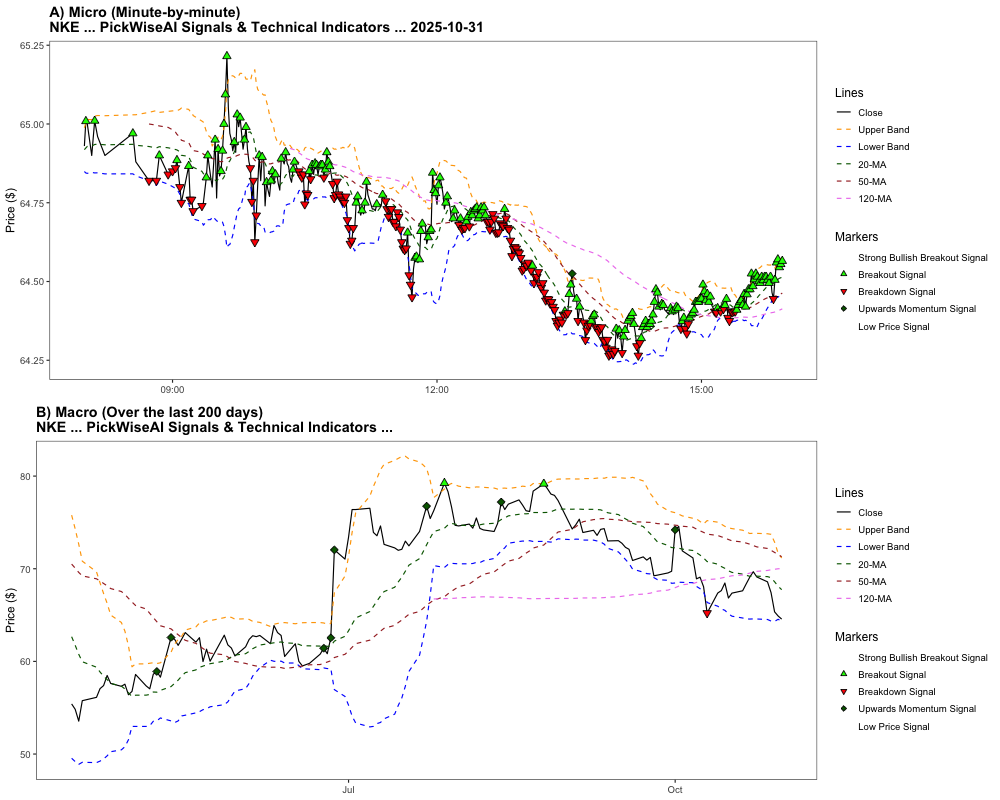 A) Micro (Minute-by-minute)
NKE ... PickWiseAI Signals & Technical Indicators ... 2025-10-31
Price ($)
65.25
65.00
64.75
64.50
64.25
09:00
12:00
15:00
Lines
Close
Upper Band
Lower Band
20-MA
50-MA
120-MA
Markers
Strong Bullish Breakout Signal
Breakout Signal
Breakdown Signal
Upwards Momentum Signal
Low Price Signal
B) Macro (Over the last 200 days)
NKE ... PickWiseAI Signals & Technical Indicators ...
Price ($)
80
70
60
50
Jul
Oct
Lines
Close
Upper Band
Lower Band
20-MA
50-MA
120-MA
Markers
Strong Bullish Breakout Signal
Breakout Signal
Breakdown Signal
Upwards Momentum Signal
Low Price Signal